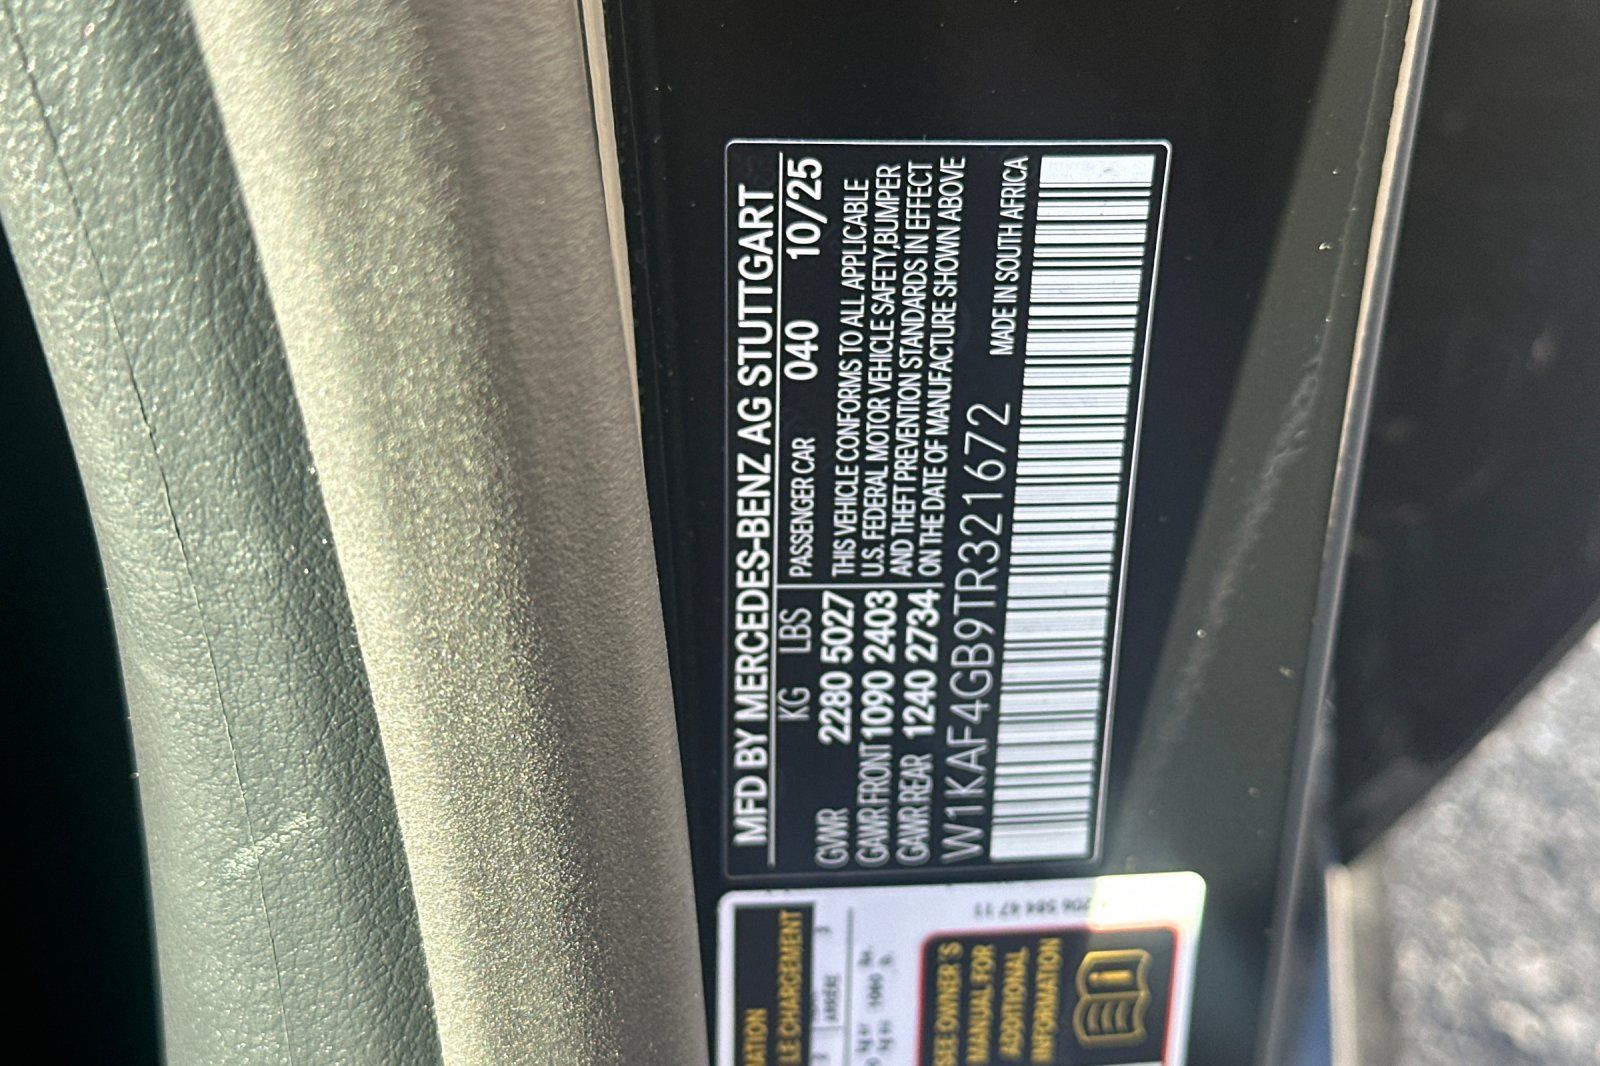 MFD BY MERCEDES-BENZ AG STUTTGART
KG LBS
PASSENGER CAR 040 10/25
GVWR 2280 5027
GAWR FRONT 1090 2403
GAWR REAR 1240 2734
THIS VEHICLE CONFORMS TO ALL APPLICABLE
U.S. FEDERAL MOTOR VEHICLE SAFETY,BUMPER
AND THEFT PREVENTION STANDARDS IN EFFECT
ON THE DATE OF MANUFACTURE SHOWN ABOVE
W1KAF4GB9TR321672 MADE IN SOUTH AFRICA
LE CHARGEMENT
SEE OWNER'S
MANUAL FOR
ADDITIONAL
INFORMATION